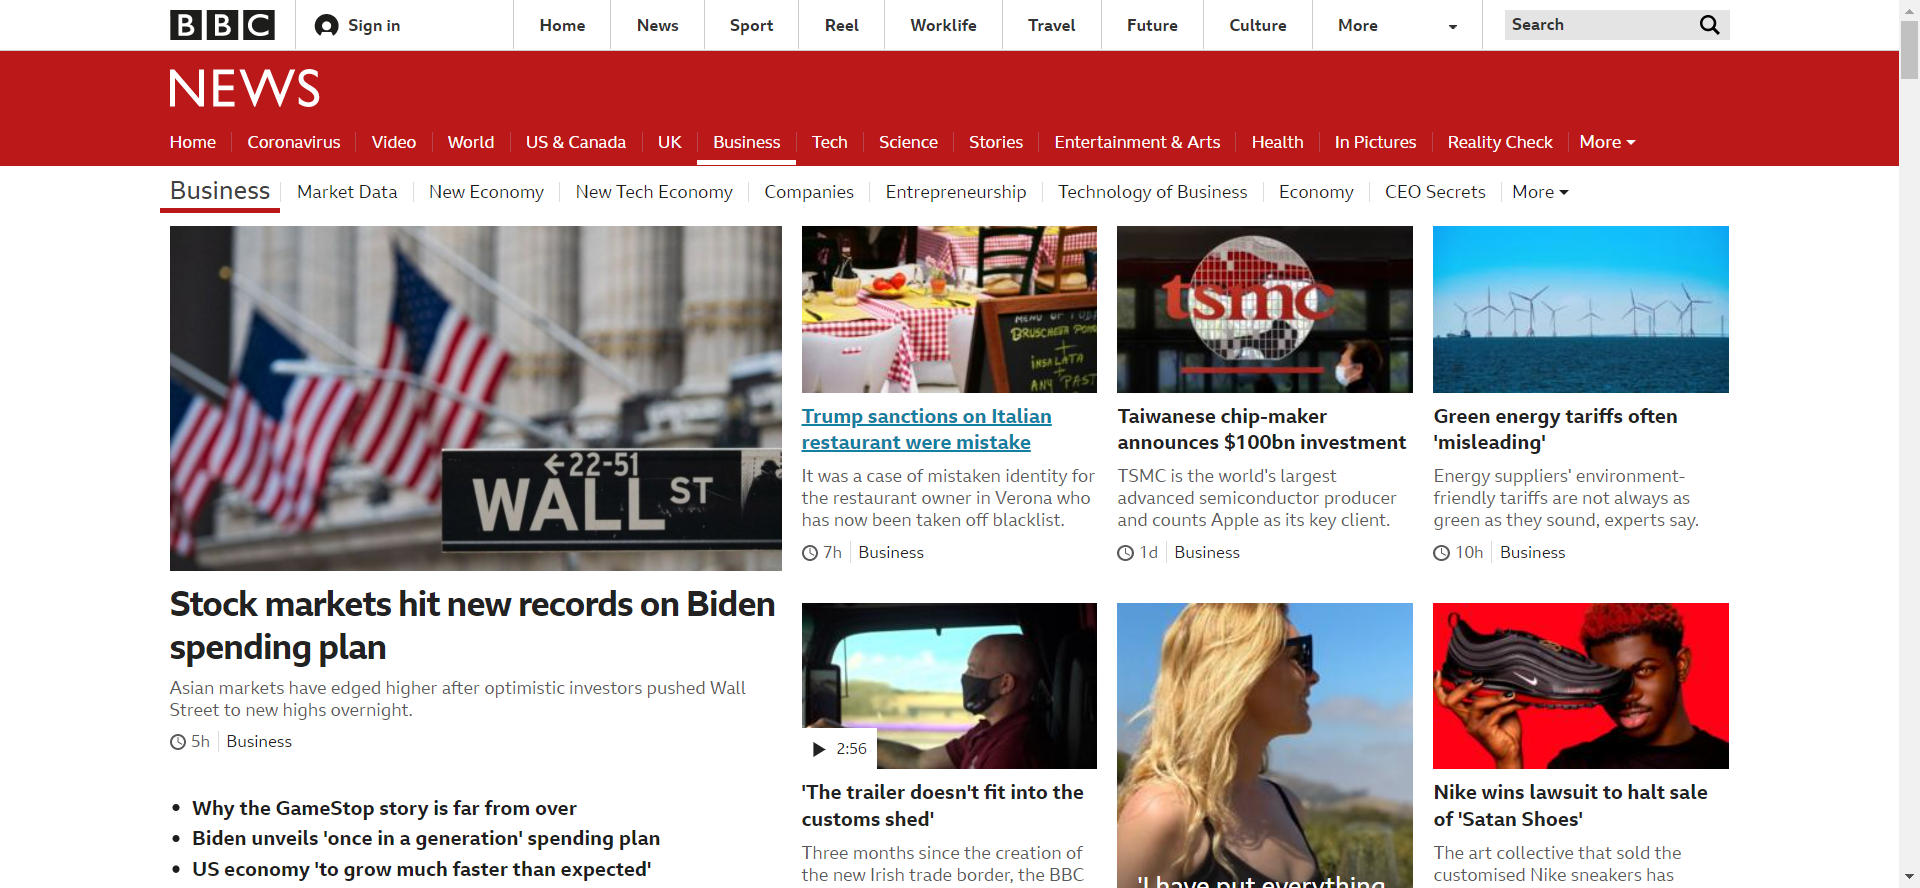 BBC
Sign in
Home
News
Sport
Reel
Worklife
Travel
Future
Culture
More
Search
NEWS
Home
Coronavirus
Video
World
US & Canada
UK
Business
Tech
Science
Stories
Entertainment & Arts
Health
In Pictures
Reality Check
More
Business
Market Data
New Economy
New Tech Economy
Companies
Entrepreneurship
Technology of Business
Economy
CEO Secrets
More
←22-51
WALL ST
Stock markets hit new records on Biden
spending plan
Asian markets have edged higher after optimistic investors pushed Wall
Street to new highs overnight.
5h
Business
• Why the GameStop story is far from over
• Biden unveils 'once in a generation' spending plan
• US economy 'to grow much faster than expected'
MENU OF TODA
BRUSCHETTA POMO
+
INSALATA
+
ANY PAST
Trump sanctions on Italian
restaurant were mistake
It was a case of mistaken identity for
the restaurant owner in Verona who
has now been taken off blacklist.
7h
Business
tsmc
Taiwanese chip-maker
announces $100bn investment
TSMC is the world's largest
advanced semiconductor producer
and counts Apple as its key client.
1d
Business
Green energy tariffs often
'misleading'
Energy suppliers' environment-
friendly tariffs are not always as
green as they sound, experts say.
10h
Business
2:56
'The trailer doesn't fit into the
customs shed'
Three months since the creation of
the new Irish trade border, the BBC
'I have put everything
Nike wins lawsuit to halt sale
of 'Satan Shoes'
The art collective that sold the
customised Nike sneakers has